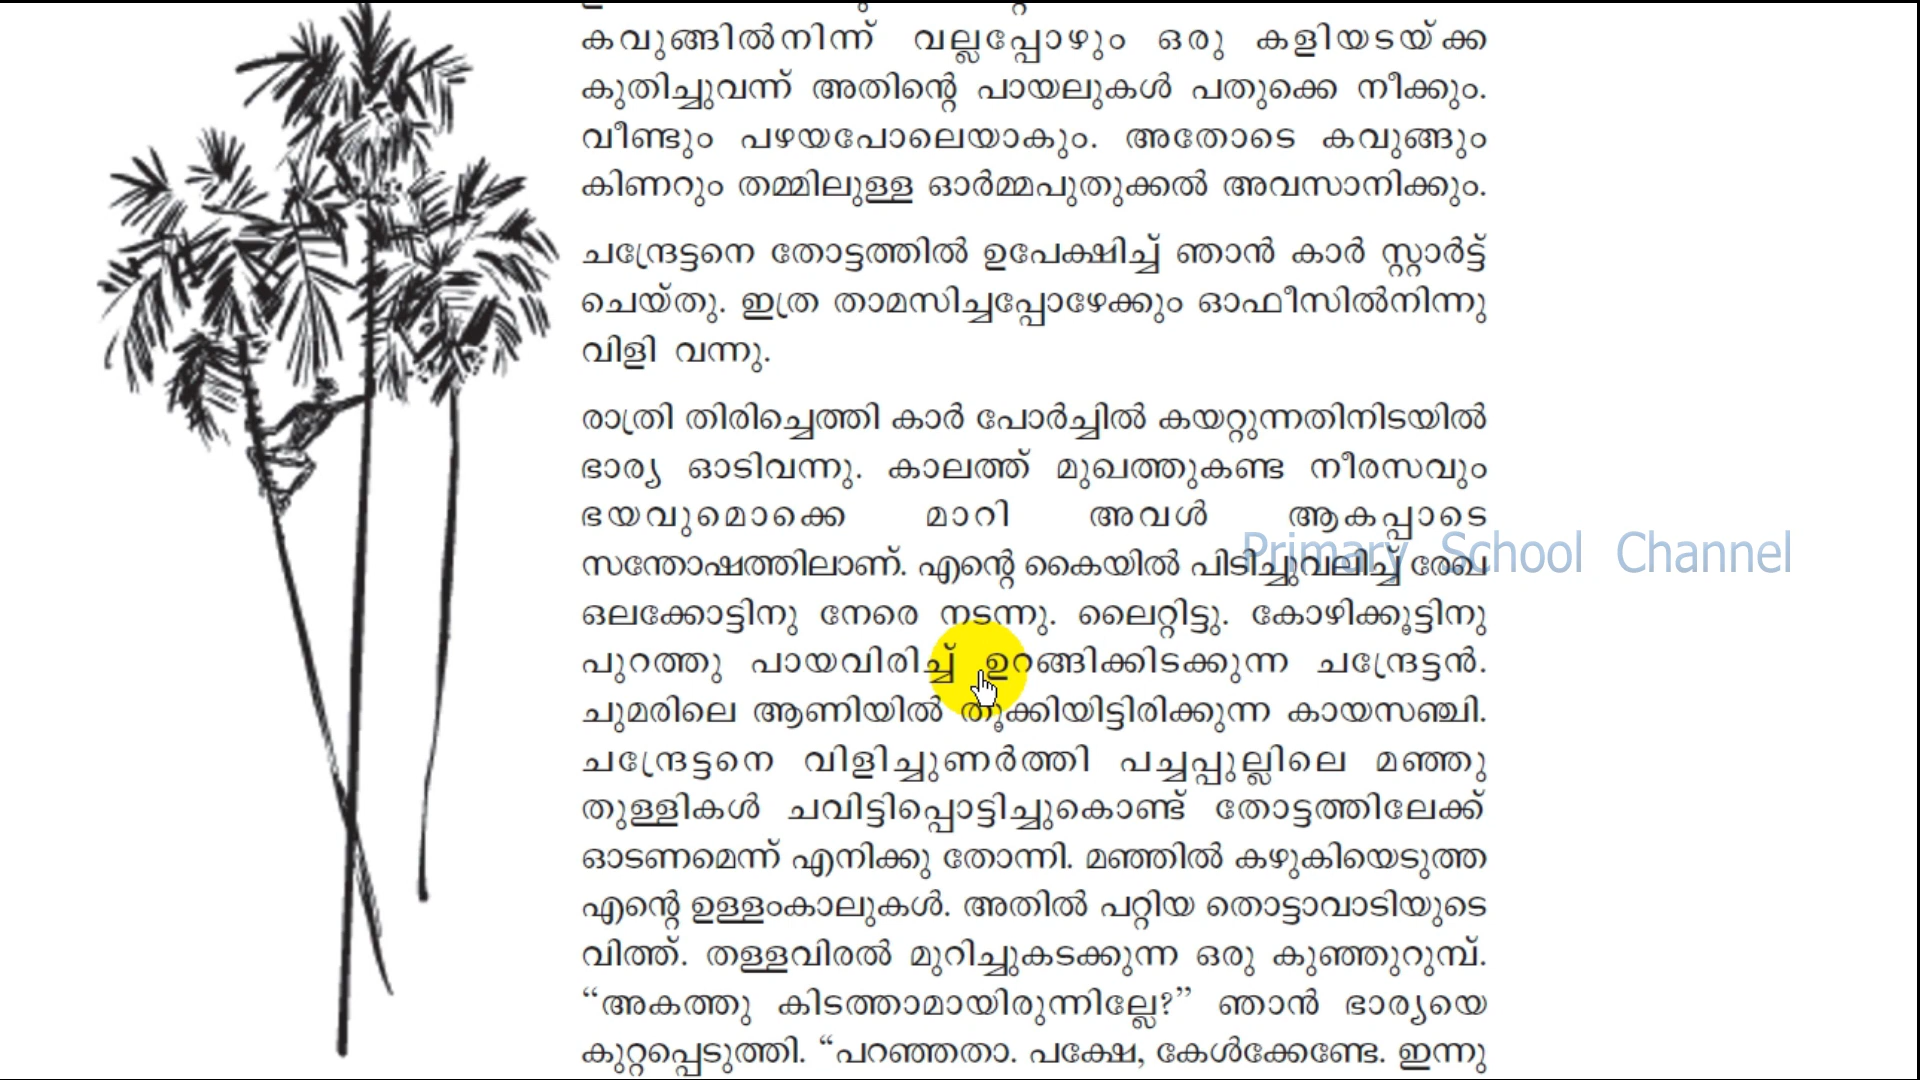 കവുങ്ങിൽനിന്ന് വല്ലപ്പോഴും ഒരു കളിയടയ്ക്ക
കുതിച്ചുവന്ന് അതിന്റെ പായലുകൾ പതുക്കെ നീക്കും.
വീണ്ടും പഴയപോലെയാകും. അതോടെ കവുങ്ങും
കിണറും തമ്മിലുള്ള ഓർമ്മപുതുക്കൽ അവസാനിക്കും.
ചന്ദ്രേട്ടനെ തോട്ടത്തിൽ ഉപേക്ഷിച്ച് ഞാൻ കാർ സ്റ്റാർട്ട്
ചെയ്തു. ഇത്ര താമസിച്ചപ്പോഴേക്കും ഓഫീസിൽനിന്നു
വിളി വന്നു.
രാത്രി തിരിച്ചെത്തി കാർ പോർച്ചിൽ കയറ്റുന്നതിനിടയിൽ
ഭാര്യ ഓടിവന്നു. കാലത്ത് മുഖത്തുകണ്ട നീരസവും
ഭയവുമൊക്കെ മാറി അവൾ ആകപ്പാടെ
സന്തോഷത്തിലാണ്. എന്റെ കൈയിൽ പിടിച്ചുവലിച്ച് രേഖ
ഒലക്കോട്ടിനു നേരെ നടന്നു. ലൈറ്റിട്ടു. കോഴിക്കൂട്ടിനു
പുറത്തു പായവിരിച്ച് ഉറങ്ങിക്കിടക്കുന്ന ചന്ദ്രേട്ടൻ.
ചുമരിലെ ആണിയിൽ തൂക്കിയിട്ടിരിക്കുന്ന കായസഞ്ചി.
ചന്ദ്രേട്ടനെ വിളിച്ചുണർത്തി പച്ചപ്പുല്ലിലെ മഞ്ഞു
തുള്ളികൾ ചവിട്ടിപ്പൊട്ടിച്ചുകൊണ്ട് തോട്ടത്തിലേക്ക്
ഓടണമെന്ന് എനിക്കു തോന്നി. മഞ്ഞിൽ കഴുകിയെടുത്ത
എന്റെ ഉള്ളംകാലുകൾ. അതിൽ പറ്റിയ തൊട്ടാവാടിയുടെ
വിത്ത്. തള്ളവിരൽ മുറിച്ചുകടക്കുന്ന ഒരു കുഞ്ഞുറുമ്പ്.
“അകത്തു കിടത്താമായിരുന്നില്ലേ?” ഞാൻ ഭാര്യയെ
കുറ്റപ്പെടുത്തി. “പറഞ്ഞതാ. പക്ഷേ, കേൾക്കേണ്ടേ. ഇന്നു
Primary School Channel